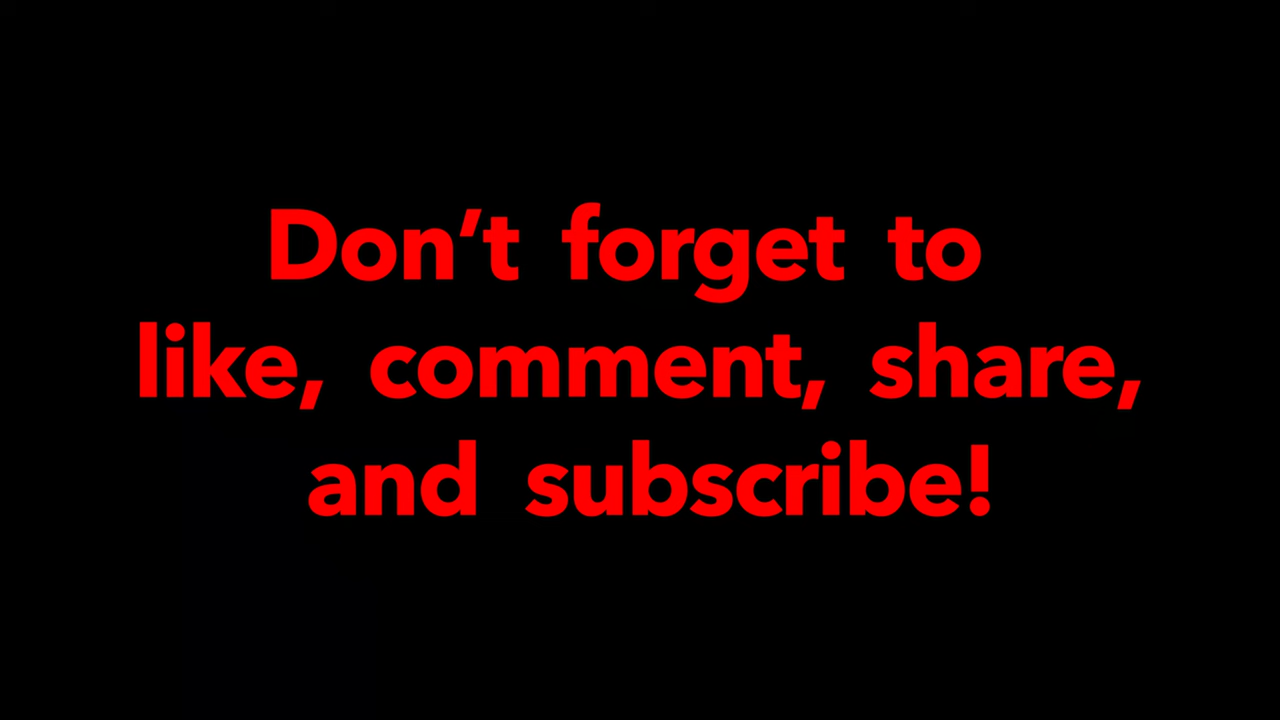 Don’t forget to
like, comment, share,
and subscribe!